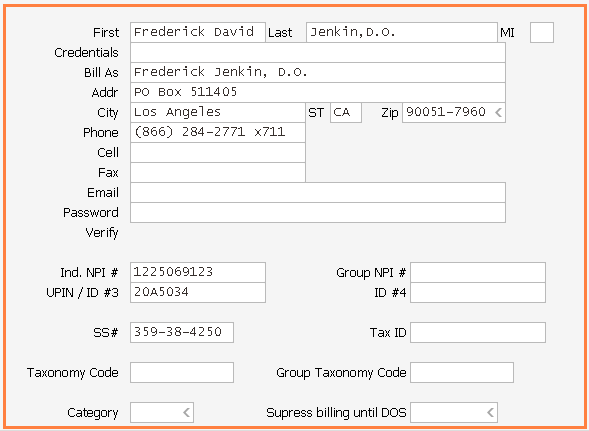 First Frederick David Last Jenkin,D.O. MI
Credentials
Bill As Frederick Jenkin, D.O.
Addr PO Box 511405
City Los Angeles ST CA Zip 90051-7960 <
Phone (866) 284-2771 x711
Cell
Fax
Email
Password
Verify
Ind. NPI # 1225069123 Group NPI #
UPIN / ID #3 20A5034 ID #4
SS# 359-38-4250 Tax ID
Taxonomy Code Group Taxonomy Code
Category < Supress billing until DOS <